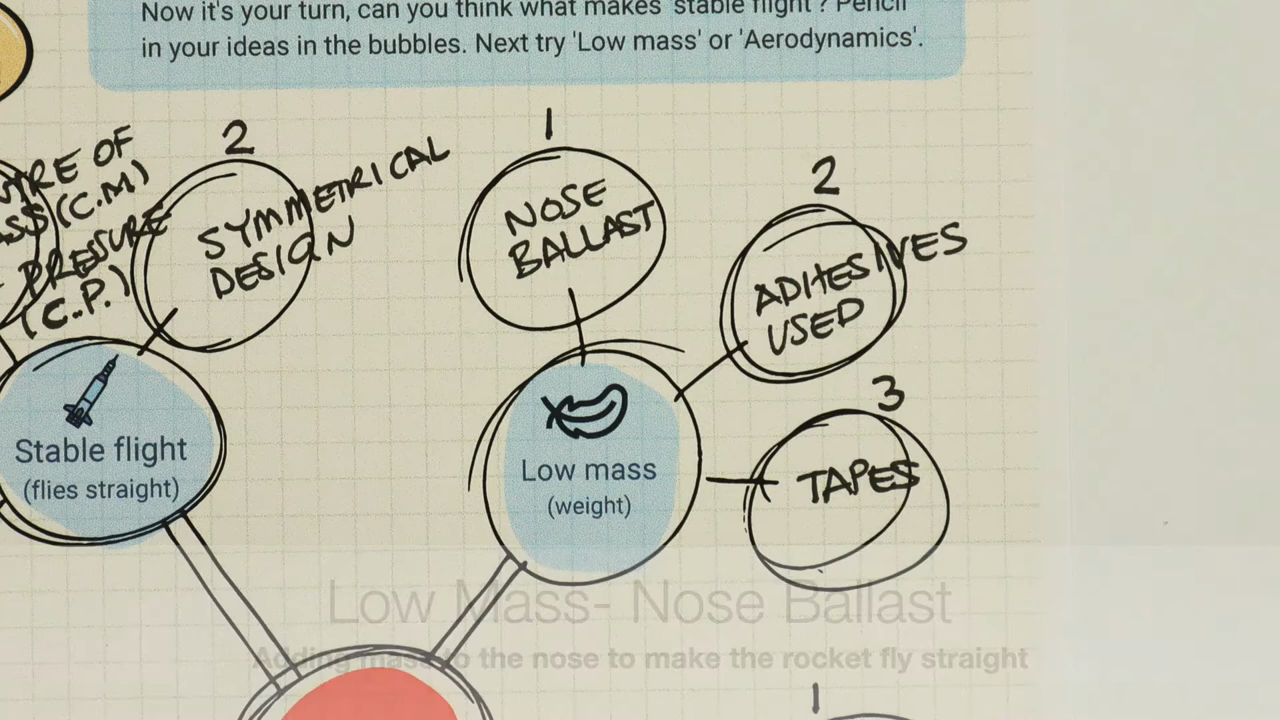 Now it's your turn, can you think what makes 'stable flight'? Pencil
in your ideas in the bubbles. Next try 'Low mass' or 'Aerodynamics'.
OF
(C.M)
PRESSURE
(C.P.)
2
SYMMETRICAL
DESIGN
1
NOSE
BALLAST
2
ADHESIVES
USED
3
TAPES
Stable flight
(flies straight)
Low mass
(weight)
Low Mass- Nose Ballast
Adding mass to the nose to make the rocket fly straight
1